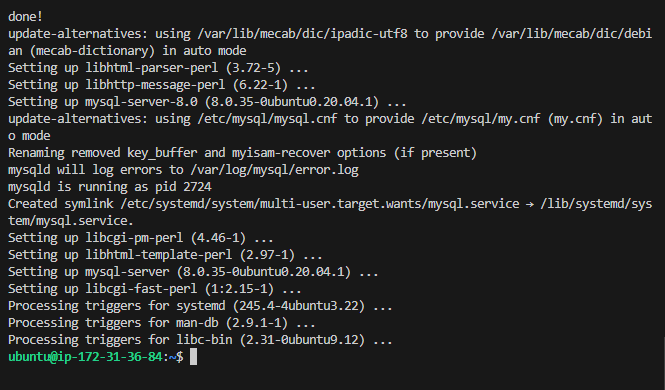 done!
update-alternatives: using /var/lib/mecab/dic/ipadic-utf8 to provide /var/lib/mecab/dic/debi
an (mecab-dictionary) in auto mode
Setting up libhtml-parser-perl (3.72-5) ...
Setting up libhttp-message-perl (6.22-1) ...
Setting up mysql-server-8.0 (8.0.35-0ubuntu0.20.04.1) ...
update-alternatives: using /etc/mysql/mysql.cnf to provide /etc/mysql/my.cnf (my.cnf) in aut
o mode
Renaming removed key_buffer and myisam-recover options (if present)
mysqld will log errors to /var/log/mysql/error.log
mysqld is running as pid 2724
Created symlink /etc/systemd/system/multi-user.target.wants/mysql.service → /lib/systemd/sys
tem/mysql.service.
Setting up libcgi-pm-perl (4.46-1) ...
Setting up libhtml-template-perl (2.97-1) ...
Setting up mysql-server (8.0.35-0ubuntu0.20.04.1) ...
Setting up libcgi-fast-perl (1:2.15-1) ...
Processing triggers for systemd (245.4-4ubuntu3.22) ...
Processing triggers for man-db (2.9.1-1) ...
Processing triggers for libc-bin (2.31-0ubuntu9.12) ...
ubuntu@ip-172-31-36-84:~$